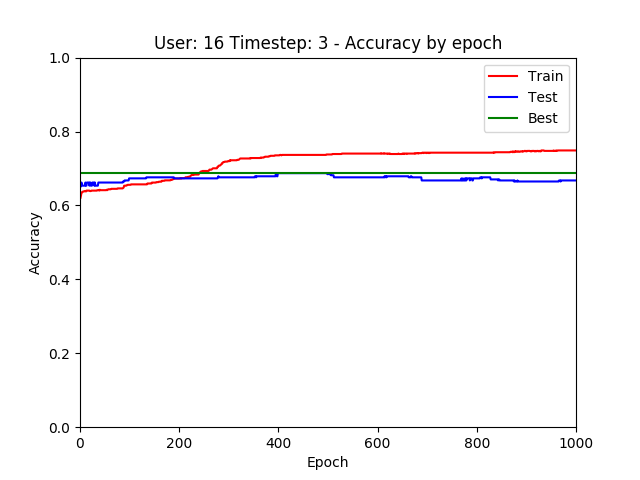 User: 16 Timestep: 3 - Accuracy by epoch
1.0
0.8
0.6
0.4
0.2
0.0
Accuracy
Train
Test
Best
0 200 400 600 800 1000
Epoch